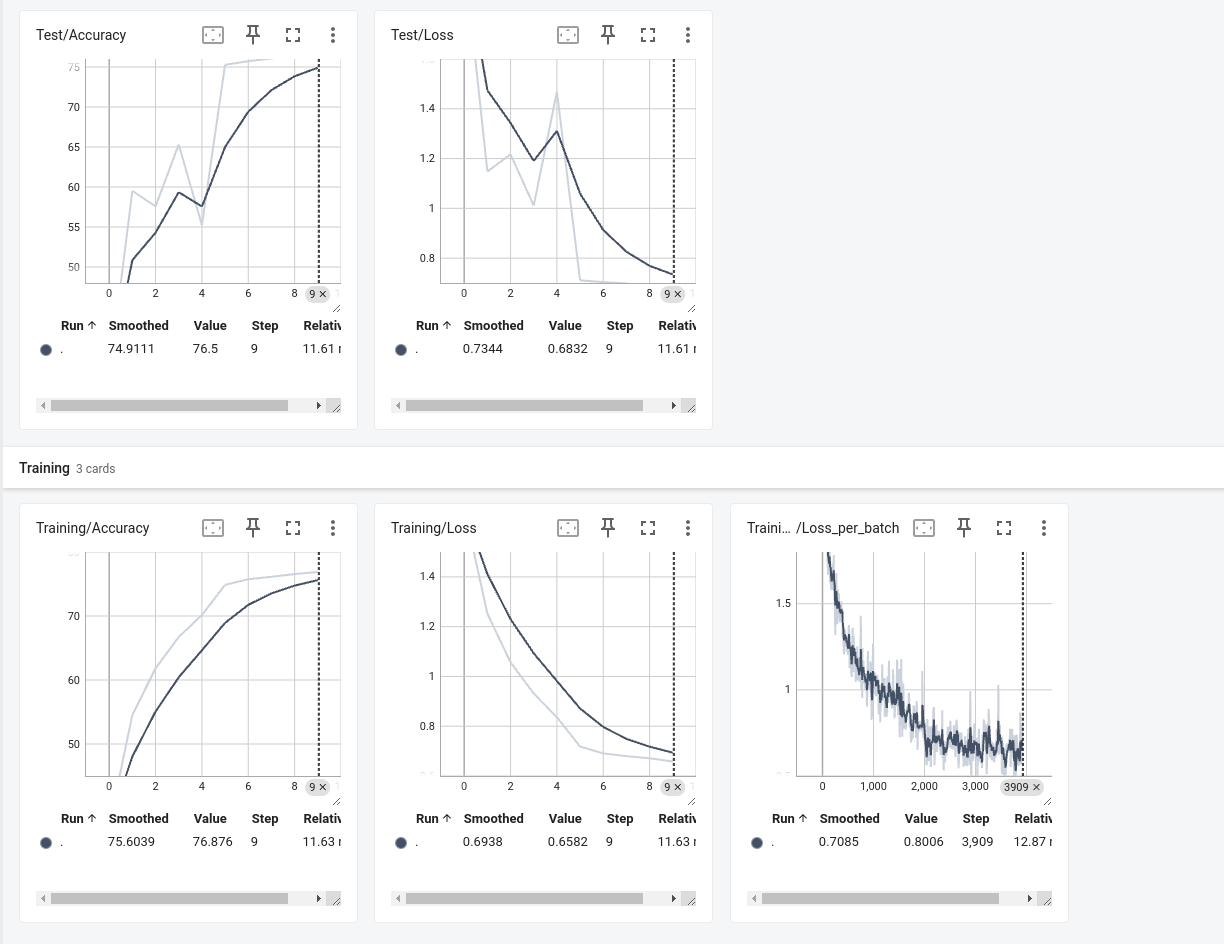 Test/Accuracy
75
70
65
60
55
50
0 2 4 6 8 9 ×
Run ↑ Smoothed Value Step Relativ
. 74.9111 76.5 9 11.61 r
Test/Loss
1.4
1.2
1
0.8
0 2 4 6 8 9 ×
Run ↑ Smoothed Value Step Relativ
. 0.7344 0.6832 9 11.61 r
Training 3 cards
Training/Accuracy
70
60
50
0 2 4 6 8 9 ×
Run ↑ Smoothed Value Step Relativ
. 75.6039 76.876 9 11.63 r
Training/Loss
1.4
1.2
1
0.8
0 2 4 6 8 9 ×
Run ↑ Smoothed Value Step Relativ
. 0.6938 0.6582 9 11.63 r
Traini... /Loss_per_batch
1.5
1
0 1,000 2,000 3,000 3909 ×
Run ↑ Smoothed Value Step Relativ
. 0.7085 0.8006 3,909 12.87 r